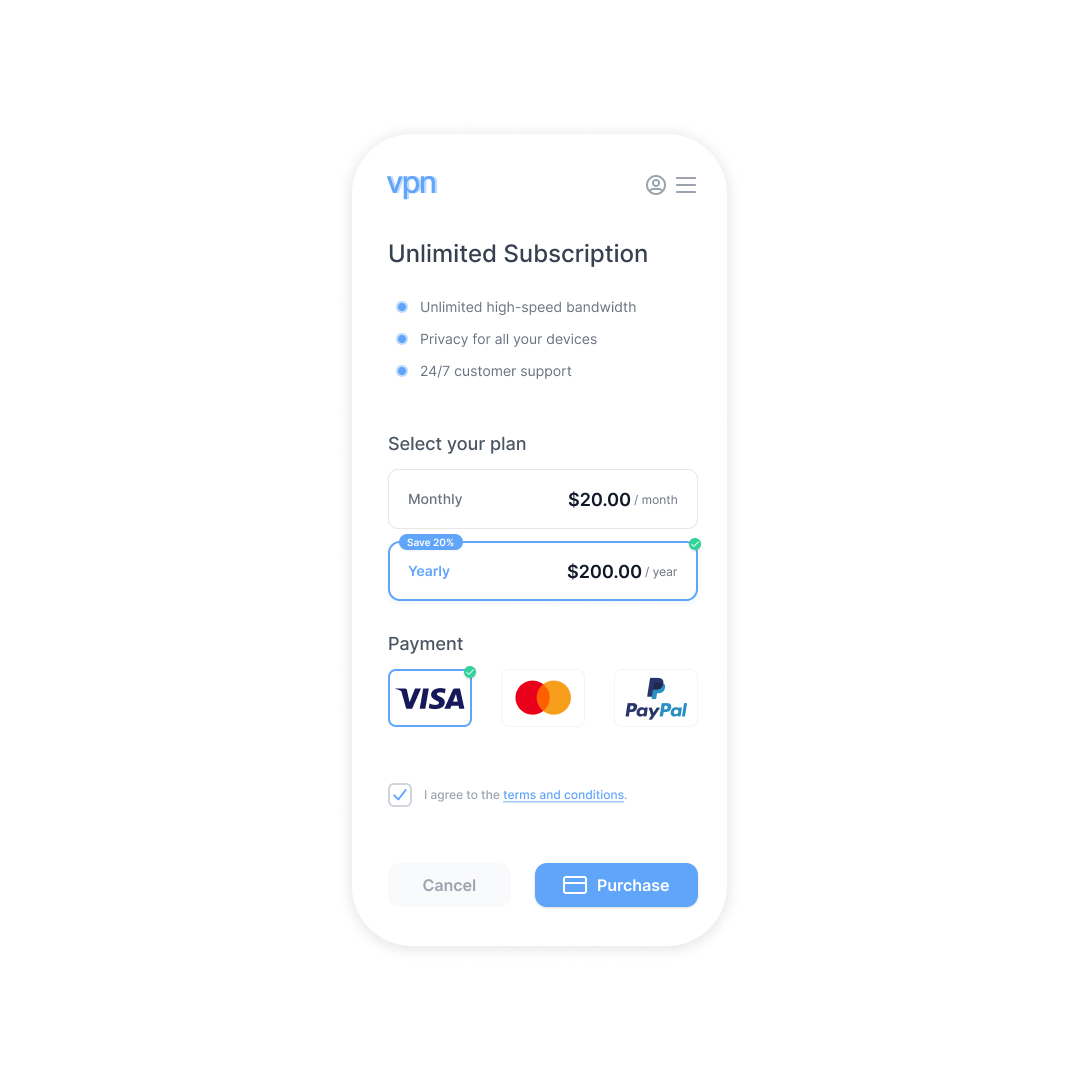 vpn
Unlimited Subscription
Unlimited high-speed bandwidth
Privacy for all your devices
24/7 customer support
Select your plan
Monthly $20.00 / month
Save 20%
Yearly $200.00 / year
Payment
VISA
PayPal
I agree to the terms and conditions.
Cancel Purchase